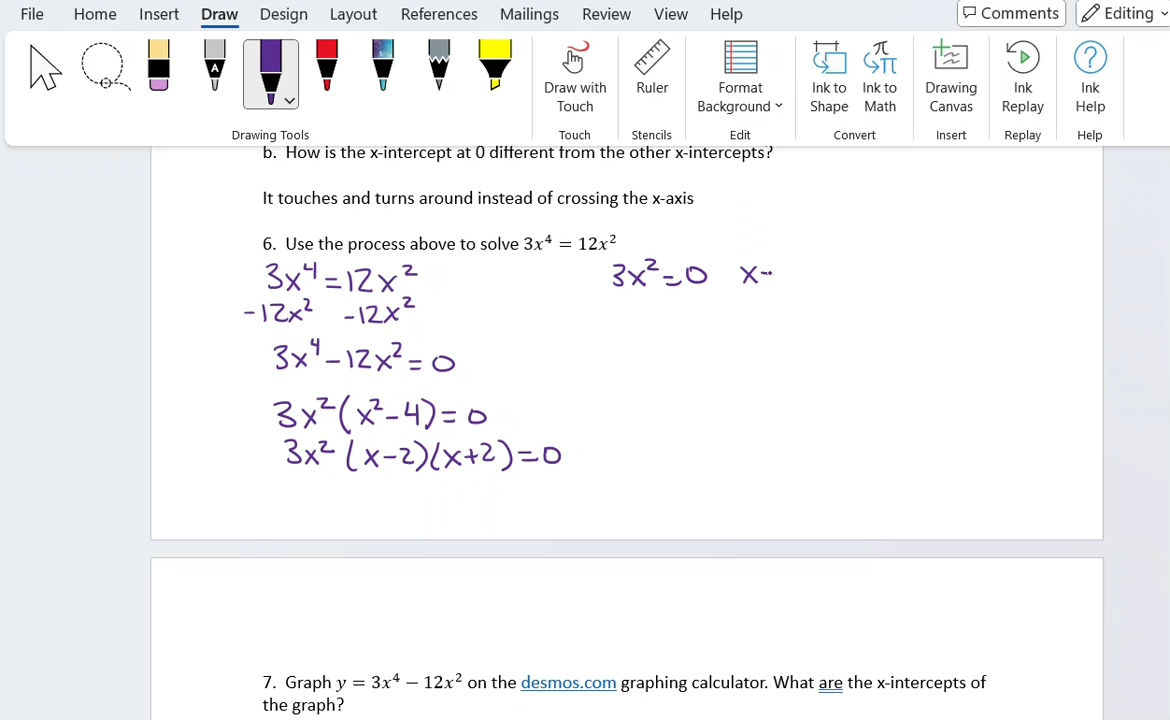 File Home Insert Draw Design Layout References Mailings Review View Help Comments Editing
Draw with Touch
Ruler
Format Background
Ink to Shape
Ink to Math
Drawing Canvas
Ink Replay
Ink Help
Drawing Tools Touch Stencils Edit Convert Insert Replay Help
b. How is the x-intercept at 0 different from the other x-intercepts?
It touches and turns around instead of crossing the x-axis
6. Use the process above to solve 3x⁴ = 12x²
3x⁴ = 12x² 3x² = 0 x-
-12x² -12x²
3x⁴ - 12x² = 0
3x² (x² - 4) = 0
3x² (x - 2)(x + 2) = 0
7. Graph y = 3x⁴ − 12x² on the desmos.com graphing calculator. What are the x-intercepts of
the graph?